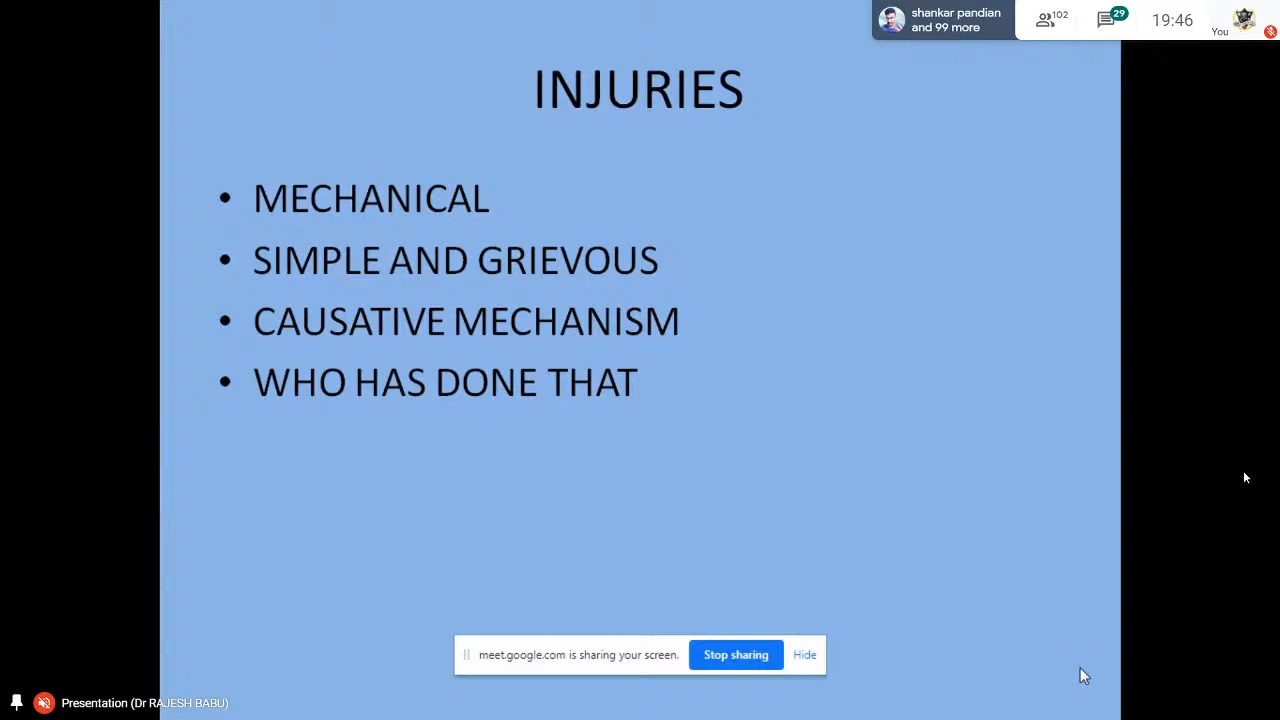 shankar pandian
and 99 more
102
29
19:46
You
INJURIES
• MECHANICAL
• SIMPLE AND GRIEVOUS
• CAUSATIVE MECHANISM
• WHO HAS DONE THAT
meet.google.com is sharing your screen.
Stop sharing
Hide
Presentation (Dr RAJESH BABU)